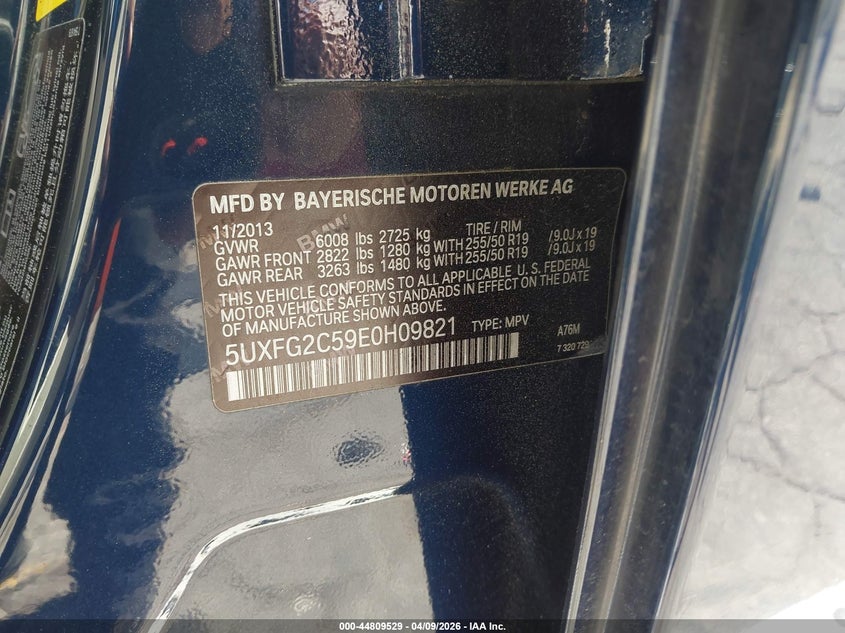 MFD BY BAYERISCHE MOTOREN WERKE AG
11/2013 TIRE / RIM
GVWR 6008 lbs 2725 kg
GAWR FRONT 2822 lbs 1280 kg WITH 255/50 R19 /9.0J x 19
GAWR REAR 3263 lbs 1480 kg WITH 255/50 R19 /9.0J x 19
THIS VEHICLE CONFORMS TO ALL APPLICABLE U. S. FEDERAL
MOTOR VEHICLE SAFETY STANDARDS IN EFFECT ON THE DATE
OF MANUFACTURE SHOWN ABOVE.
5UXFG2C59E0H09821 TYPE: MPV A76M
7 320 729
000-44809529 | 04/09/2026 | IAA Inc.